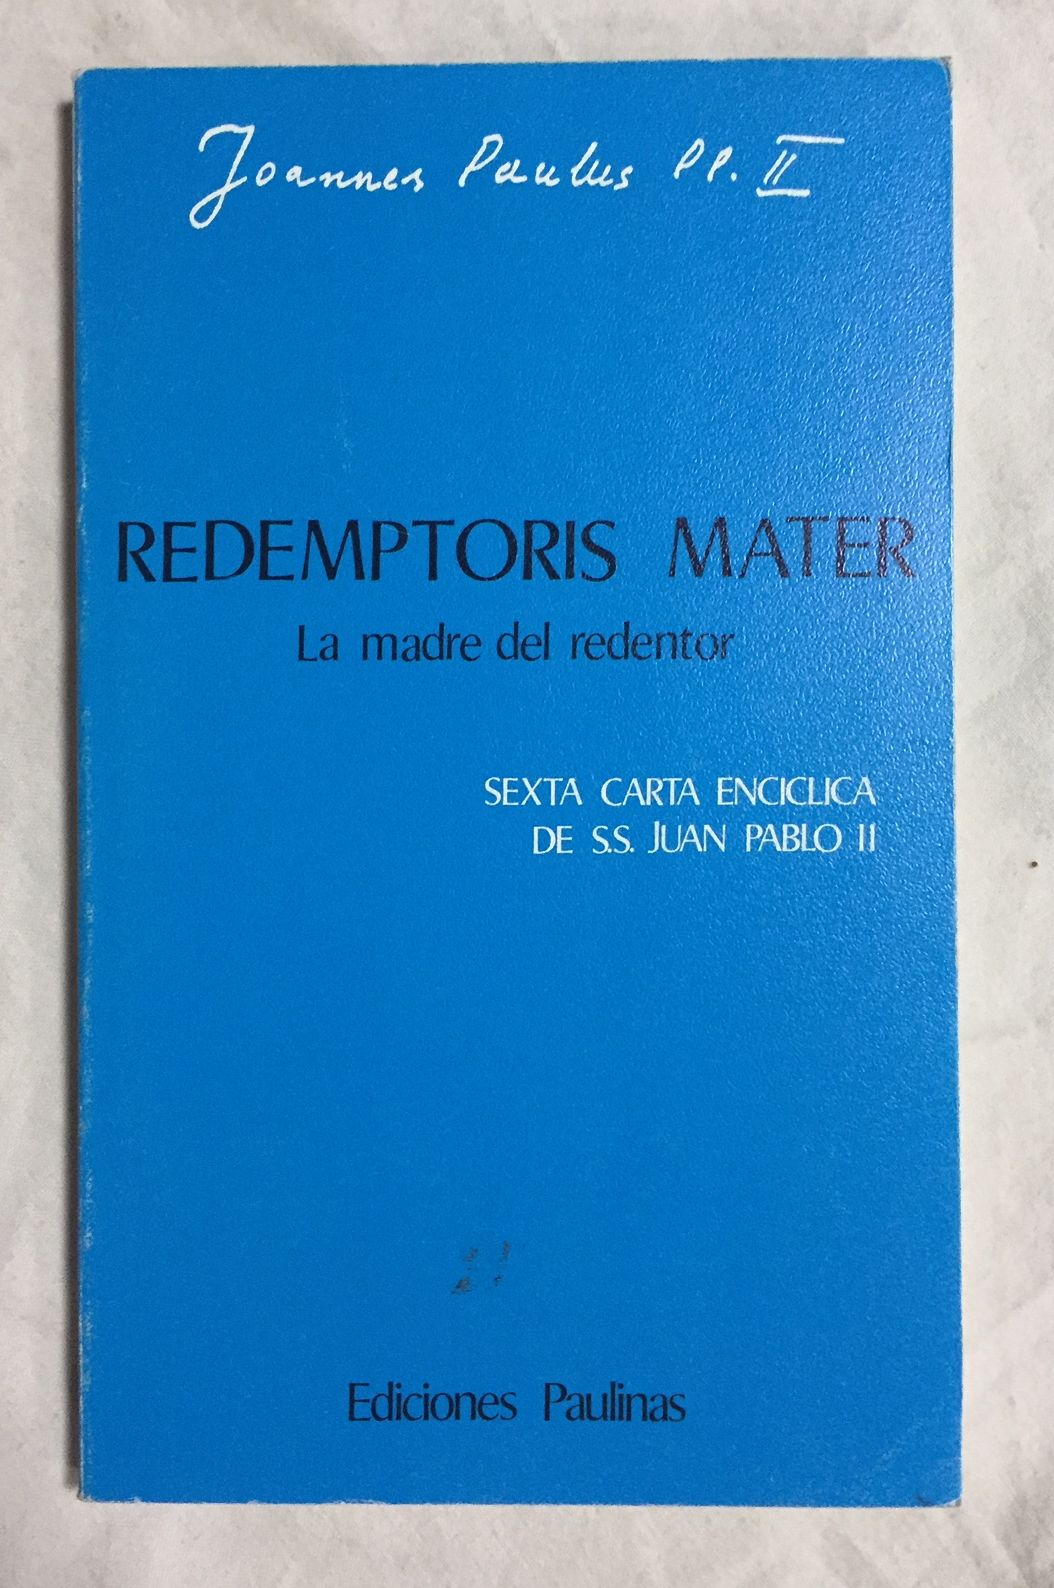 Joannes Paulus PP. II
REDEMPTORIS MATER
La madre del redentor
SEXTA CARTA ENCICLICA
DE S.S. JUAN PABLO II
Ediciones Paulinas